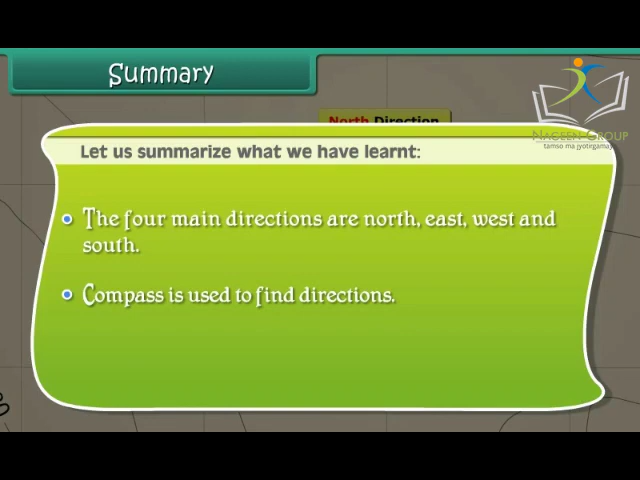 Summary
North Direction
NAGEEN GROUP
tamso ma jyotirgamay
Let us summarize what we have learnt:
The four main directions are north, east, west and
south.
Compass is used to find directions.